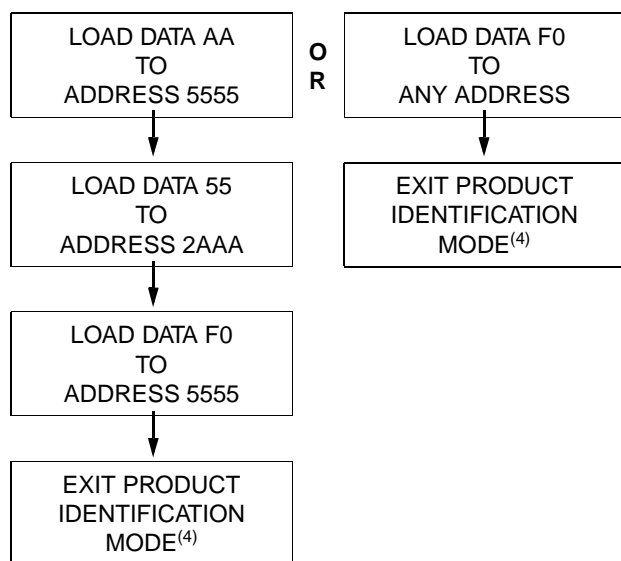 LOAD DATA AA
TO
ADDRESS 5555
LOAD DATA 55
TO
ADDRESS 2AAA
LOAD DATA F0
TO
ADDRESS 5555
EXIT PRODUCT
IDENTIFICATION
MODE(4)
O
R
LOAD DATA F0
TO
ANY ADDRESS
EXIT PRODUCT
IDENTIFICATION
MODE(4)